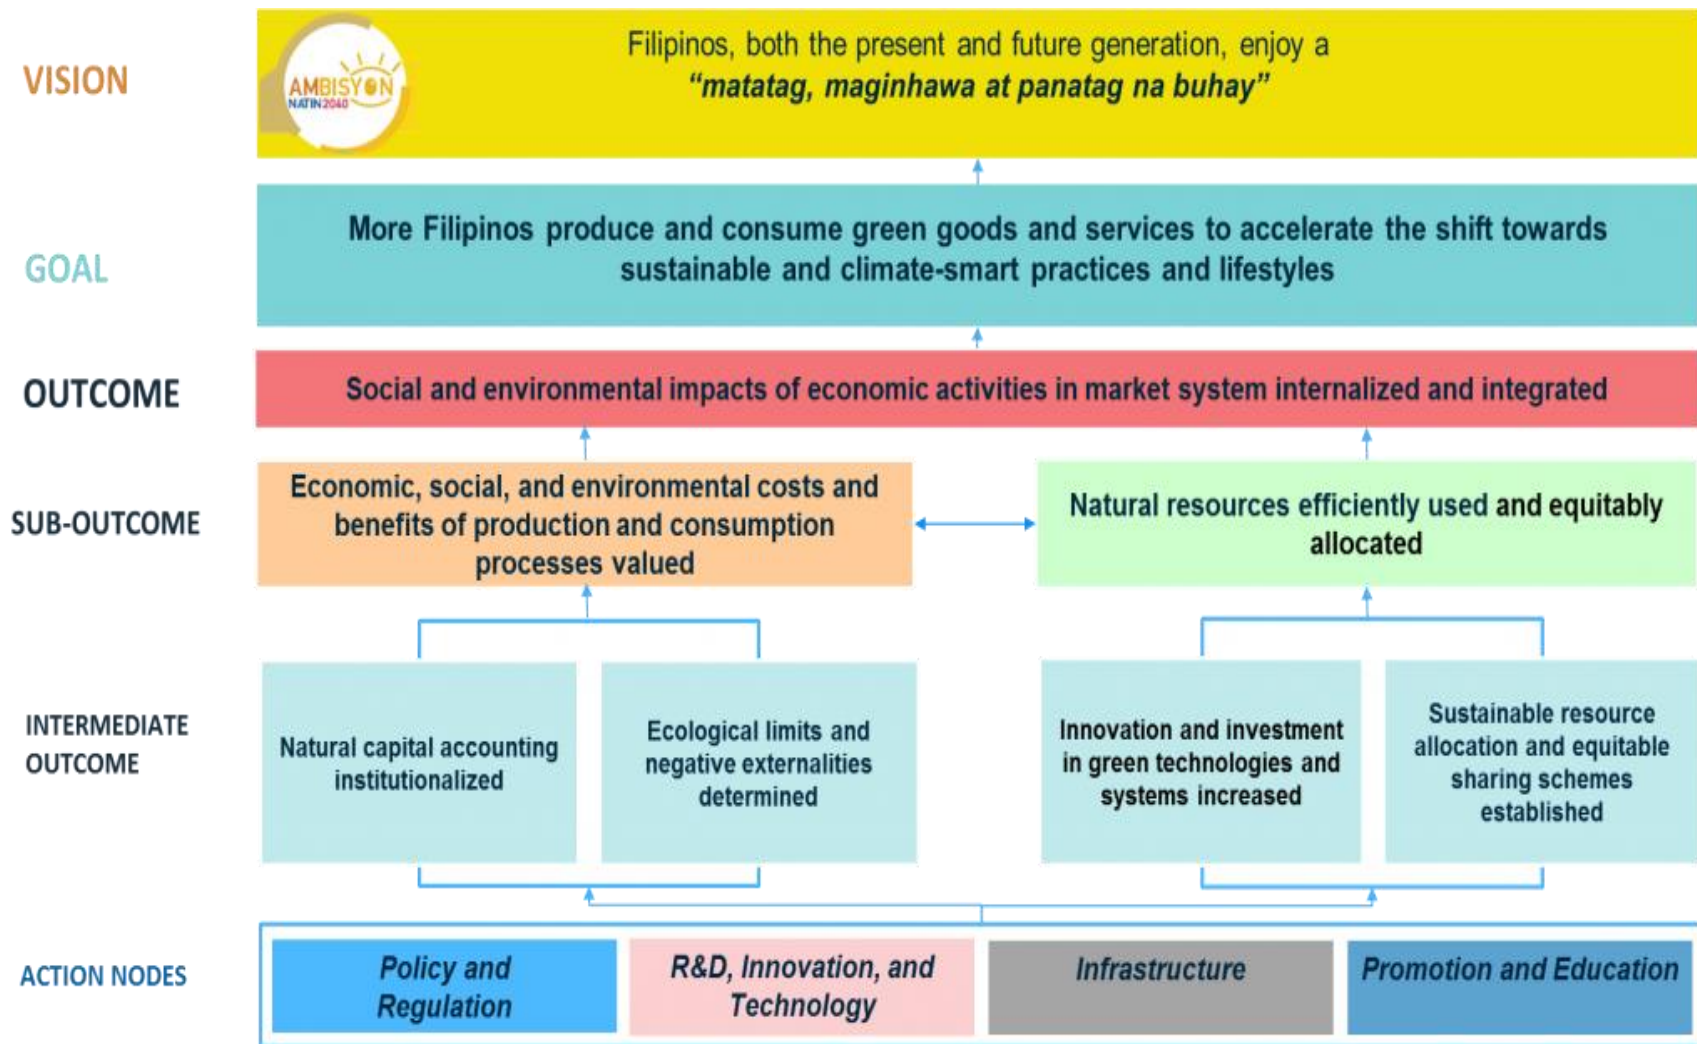 VISION
AMBISYON
NATIN2040
Filipinos, both the present and future generation, enjoy a
“matatag, maginhawa at panatag na buhay”
GOAL
More Filipinos produce and consume green goods and services to accelerate the shift towards
sustainable and climate-smart practices and lifestyles
OUTCOME
Social and environmental impacts of economic activities in market system internalized and integrated
SUB-OUTCOME
Economic, social, and environmental costs and
benefits of production and consumption
processes valued
Natural resources efficiently used and equitably
allocated
INTERMEDIATE
OUTCOME
Natural capital accounting
institutionalized
Ecological limits and
negative externalities
determined
Innovation and investment
in green technologies and
systems increased
Sustainable resource
allocation and equitable
sharing schemes
established
ACTION NODES
Policy and
Regulation
R&D, Innovation, and
Technology
Infrastructure
Promotion and Education